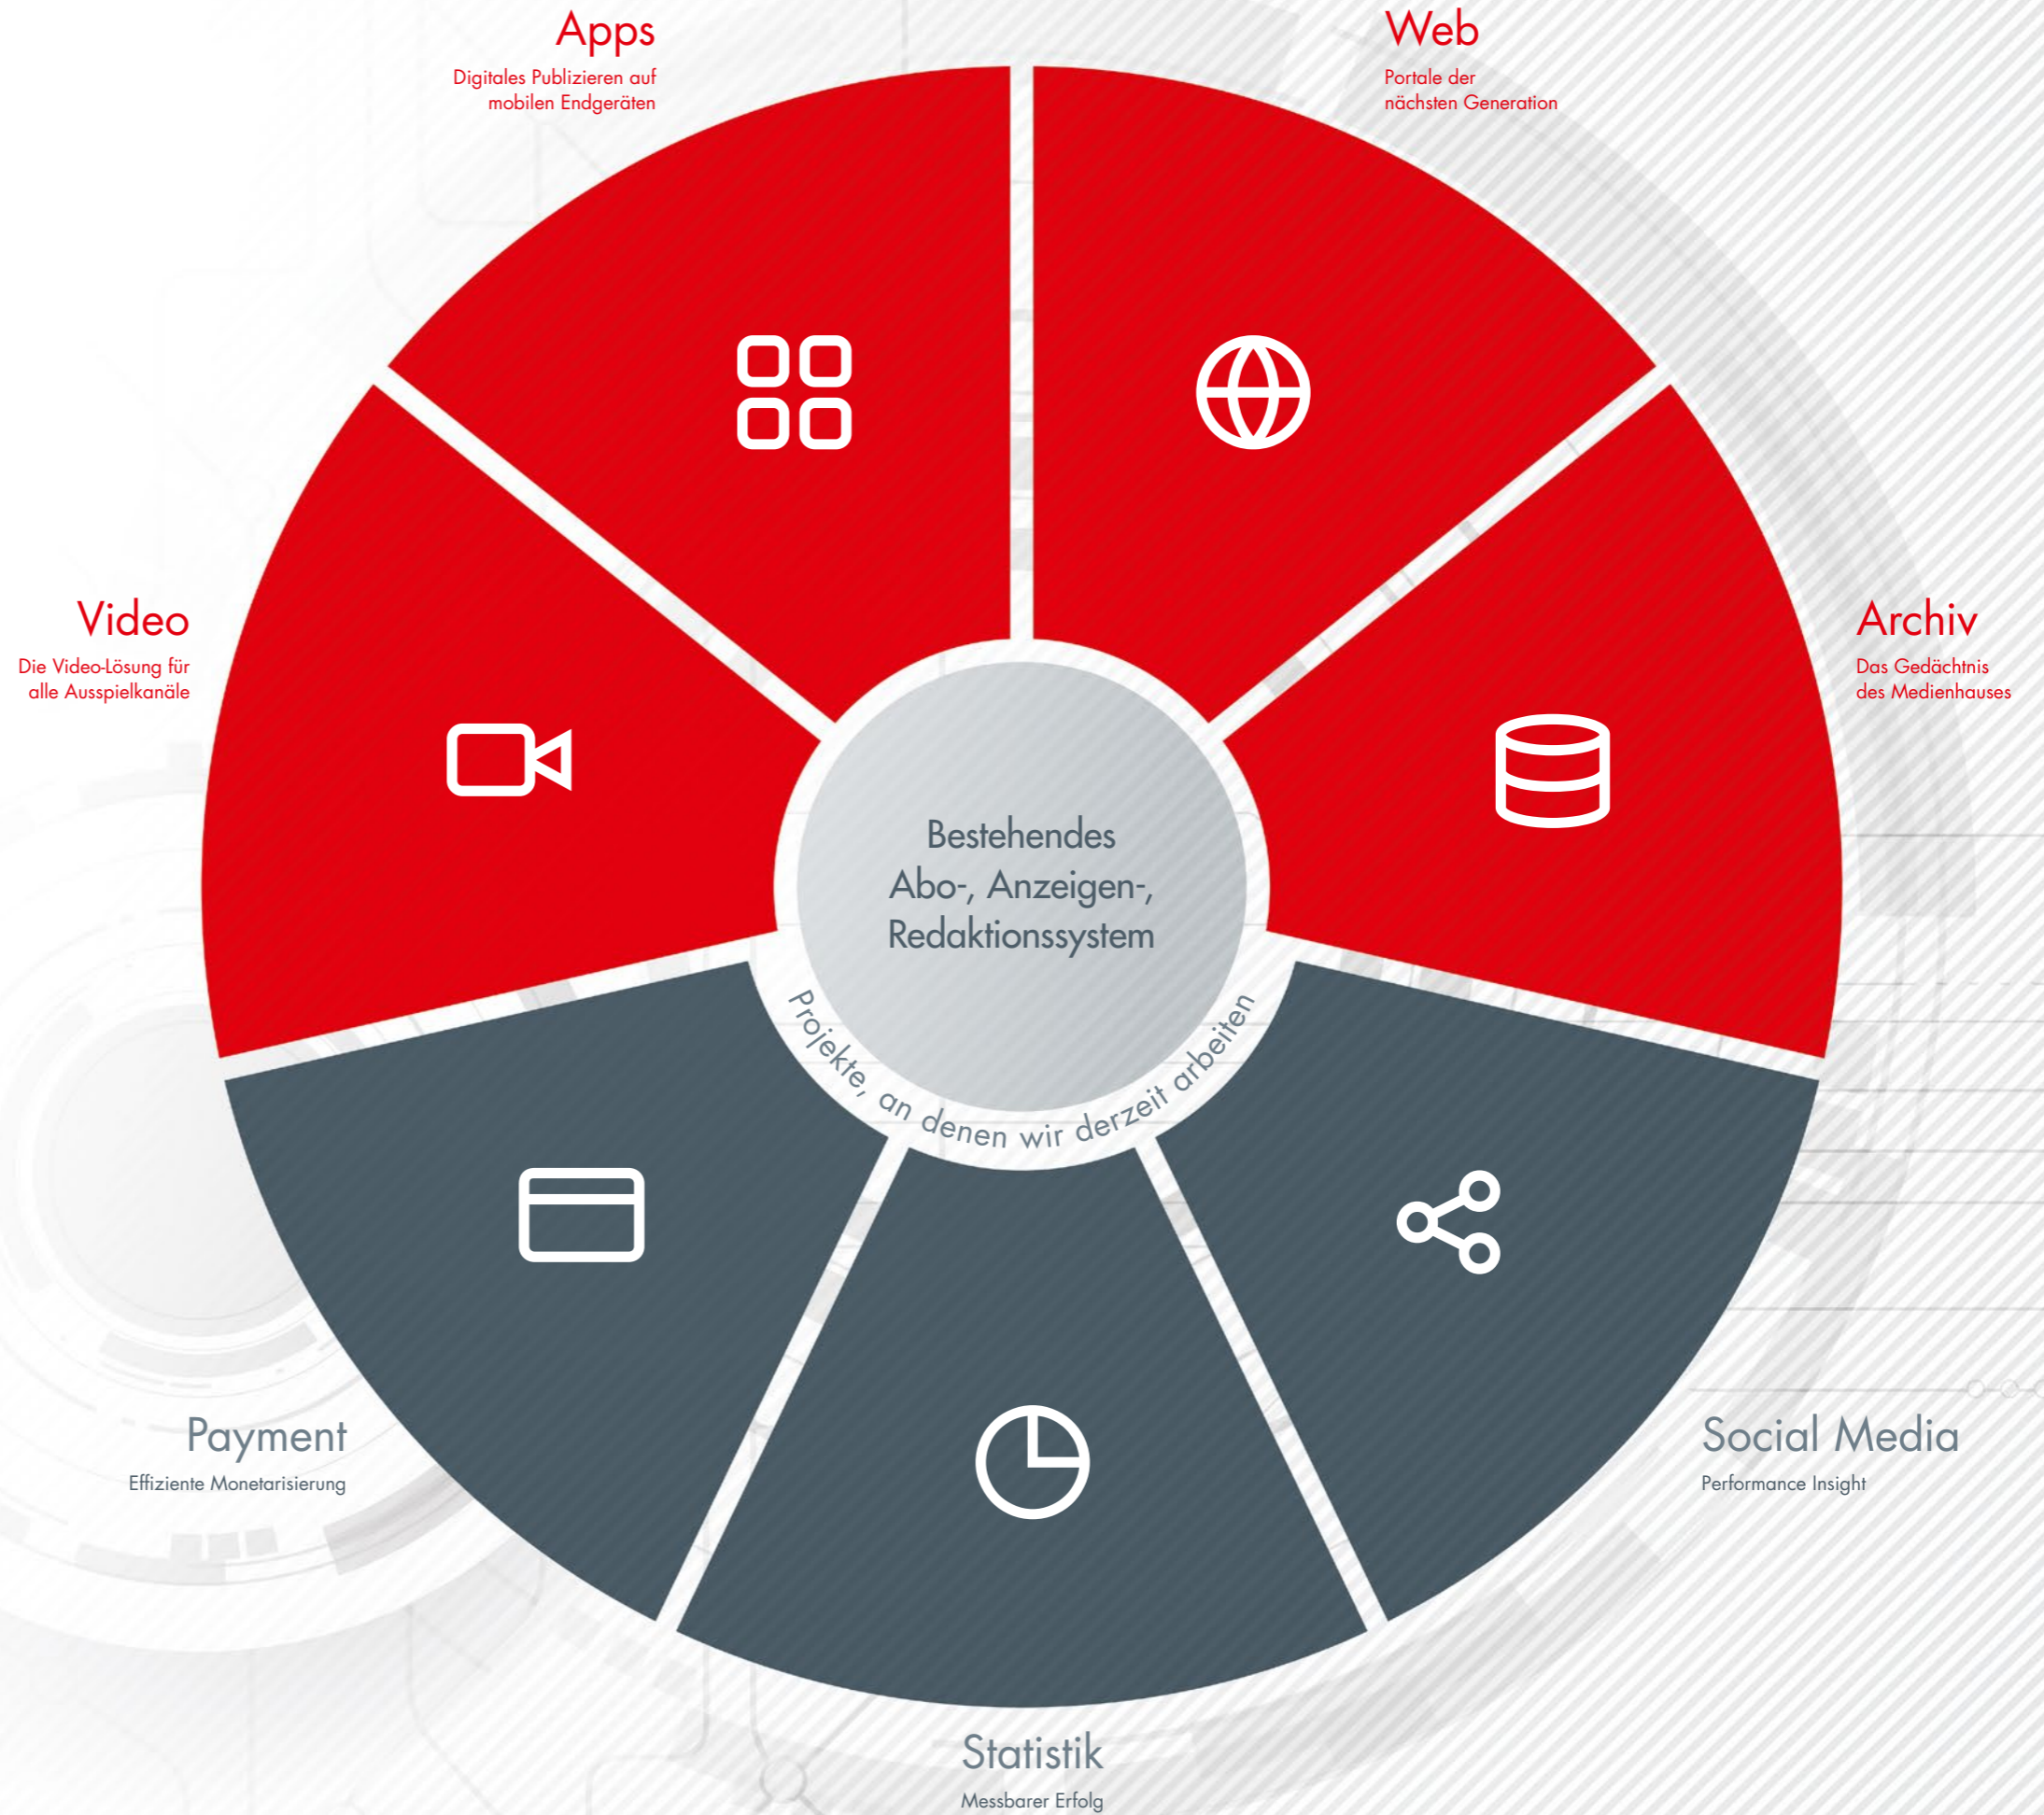 Apps
Digitales Publizieren auf
mobilen Endgeräten
Web
Portale der
nächsten Generation
Video
Die Video-Lösung für
alle Ausspielkanäle
Archiv
Das Gedächtnis
des Medienhauses
Bestehendes
Abo-, Anzeigen-,
Redaktionssystem
Projekte, an denen wir derzeit arbeiten
Payment
Effiziente Monetarisierung
Social Media
Performance Insight
Statistik
Messbarer Erfolg